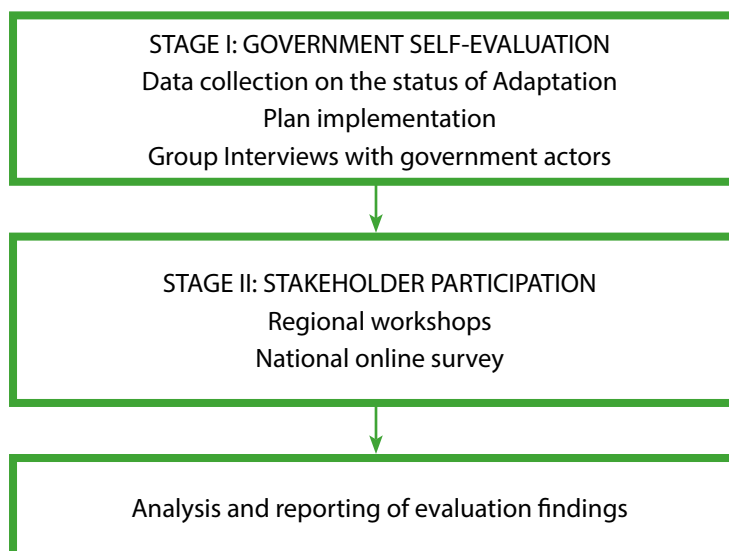 STAGE I: GOVERNMENT SELF-EVALUATION
Data collection on the status of Adaptation
Plan implementation
Group Interviews with government actors
STAGE II: STAKEHOLDER PARTICIPATION
Regional workshops
National online survey
Analysis and reporting of evaluation findings